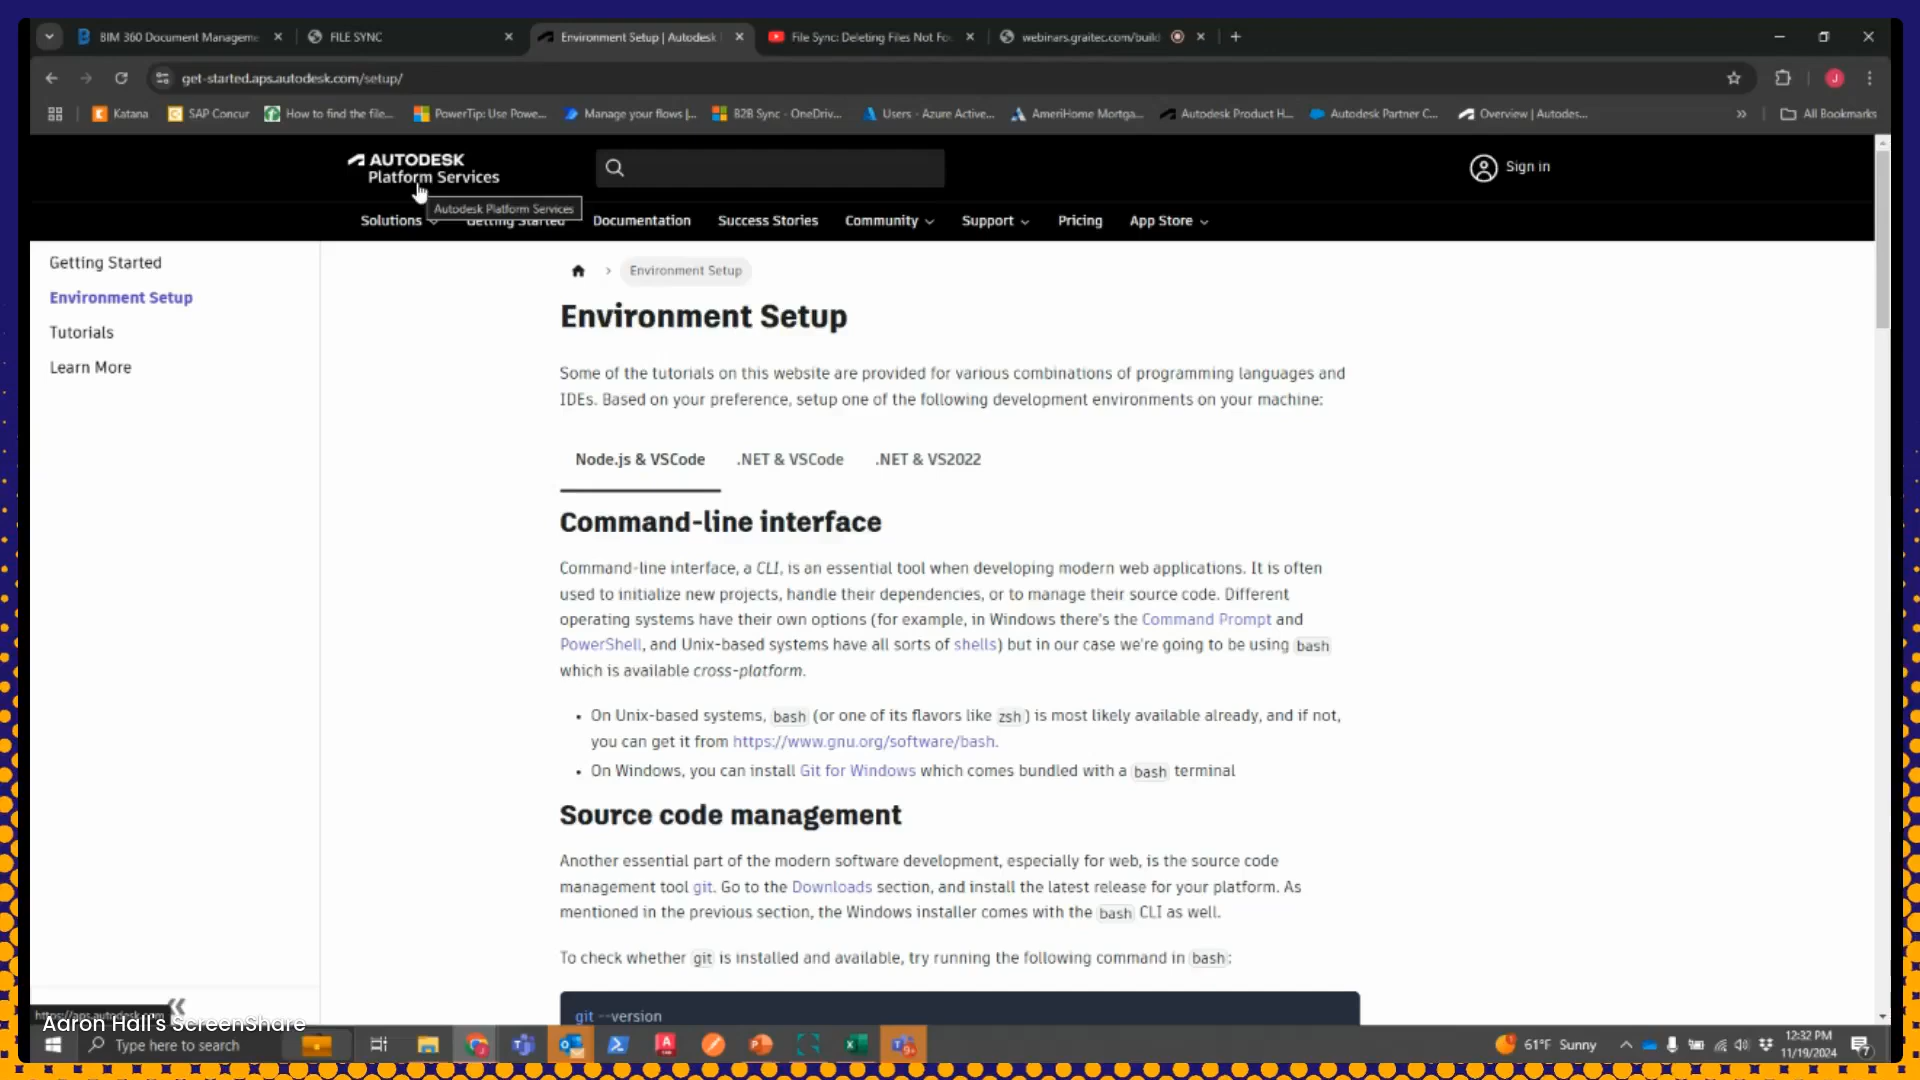 BIM 360 Document Manageme
FILE SYNC
Environment Setup | Autodesk
File Sync: Deleting Files Not Fo
webinars.graitec.com/build
get-started.aps.autodesk.com/setup/
J
Katana
SAP Concur
How to find the file...
PowerTip: Use Powe...
Manage your flows |...
B2B Sync - OneDriv...
Users - Azure Active...
AmeriHome Mortga...
Autodesk Product H...
Autodesk Partner C...
Overview | Autodes...
»
All Bookmarks
AUTODESK
Platform Services
Sign in
Autodesk Platform Services
Solutions
Getting Started
Documentation
Success Stories
Community
Support
Pricing
App Store
Getting Started
Environment Setup
Tutorials
Learn More
Environment Setup
Environment Setup
Some of the tutorials on this website are provided for various combinations of programming languages and
IDEs. Based on your preference, setup one of the following development environments on your machine:
Node.js & VSCode
.NET & VSCode
.NET & VS2022
Command-line interface
Command-line interface, a CLI, is an essential tool when developing modern web applications. It is often
used to initialize new projects, handle their dependencies, or to manage their source code. Different
operating systems have their own options (for example, in Windows there's the Command Prompt and
PowerShell, and Unix-based systems have all sorts of shells) but in our case we're going to be using bash
which is available cross-platform.
• On Unix-based systems, bash (or one of its flavors like zsh) is most likely available already, and if not,
you can get it from https://www.gnu.org/software/bash.
• On Windows, you can install Git for Windows which comes bundled with a bash terminal
Source code management
Another essential part of the modern software development, especially for web, is the source code
management tool git. Go to the Downloads section, and install the latest release for your platform. As
mentioned in the previous section, the Windows installer comes with the bash CLI as well.
To check whether git is installed and available, try running the following command in bash:
git --version
https://aps.autodesk.com
Aaron Hall's ScreenShare
Type here to search
61°F Sunny
12:32 PM
11/19/2024